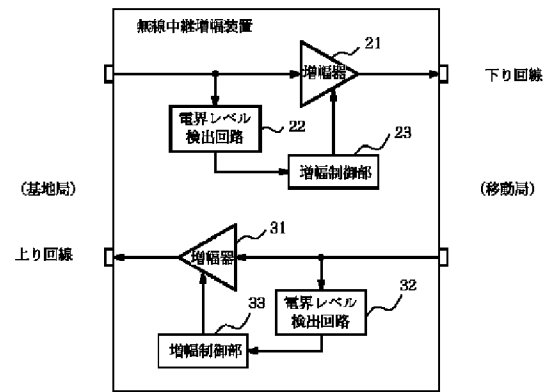 無線中継増幅装置
21
増幅器
下り回線
電界レベル
検出回路
22
23
増幅制御部
(基地局)
(移動局)
31
増幅器
上り回線
電界レベル
検出回路
32
33
増幅制御部